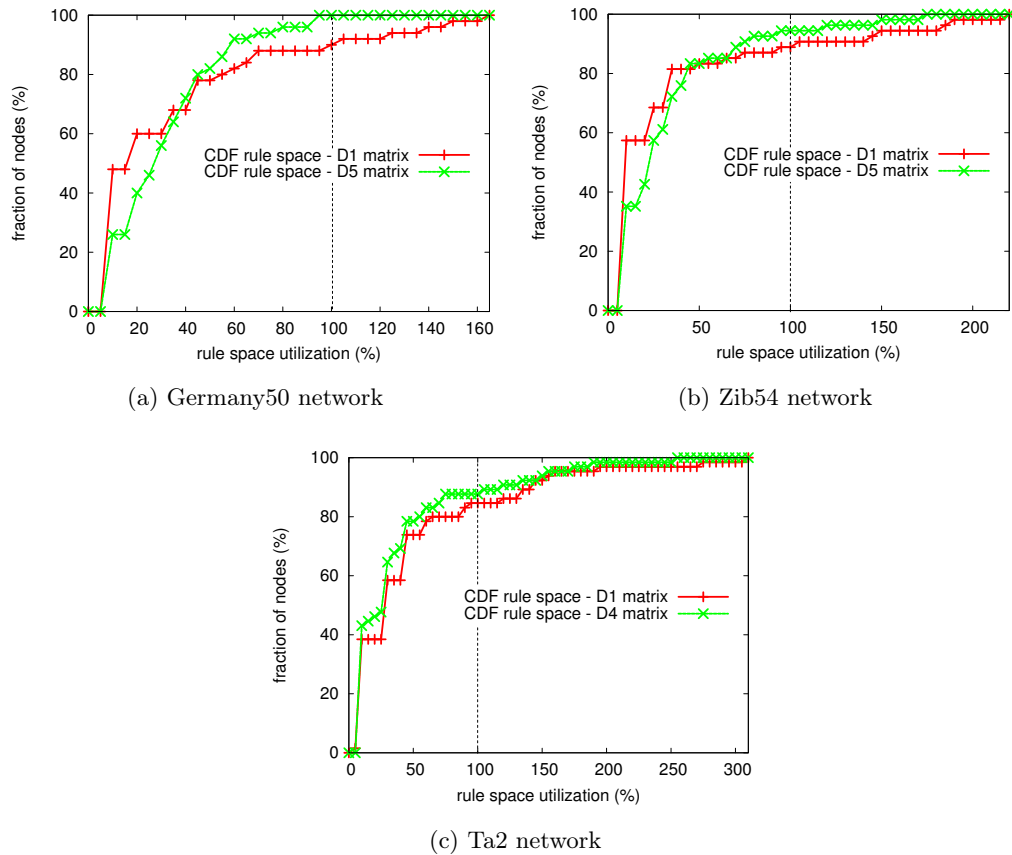 100
80
60
40
20
0
fraction of nodes (%)
CDF rule space - D1 matrix
CDF rule space - D5 matrix
0 20 40 60 80 100 120 140 160
rule space utilization (%)
(a) Germany50 network
100
80
60
40
20
0
fraction of nodes (%)
CDF rule space - D1 matrix
CDF rule space - D5 matrix
0 50 100 150 200
rule space utilization (%)
(b) Zib54 network
100
80
60
40
20
0
fraction of nodes (%)
CDF rule space - D1 matrix
CDF rule space - D4 matrix
0 50 100 150 200 250 300
rule space utilization (%)
(c) Ta2 network